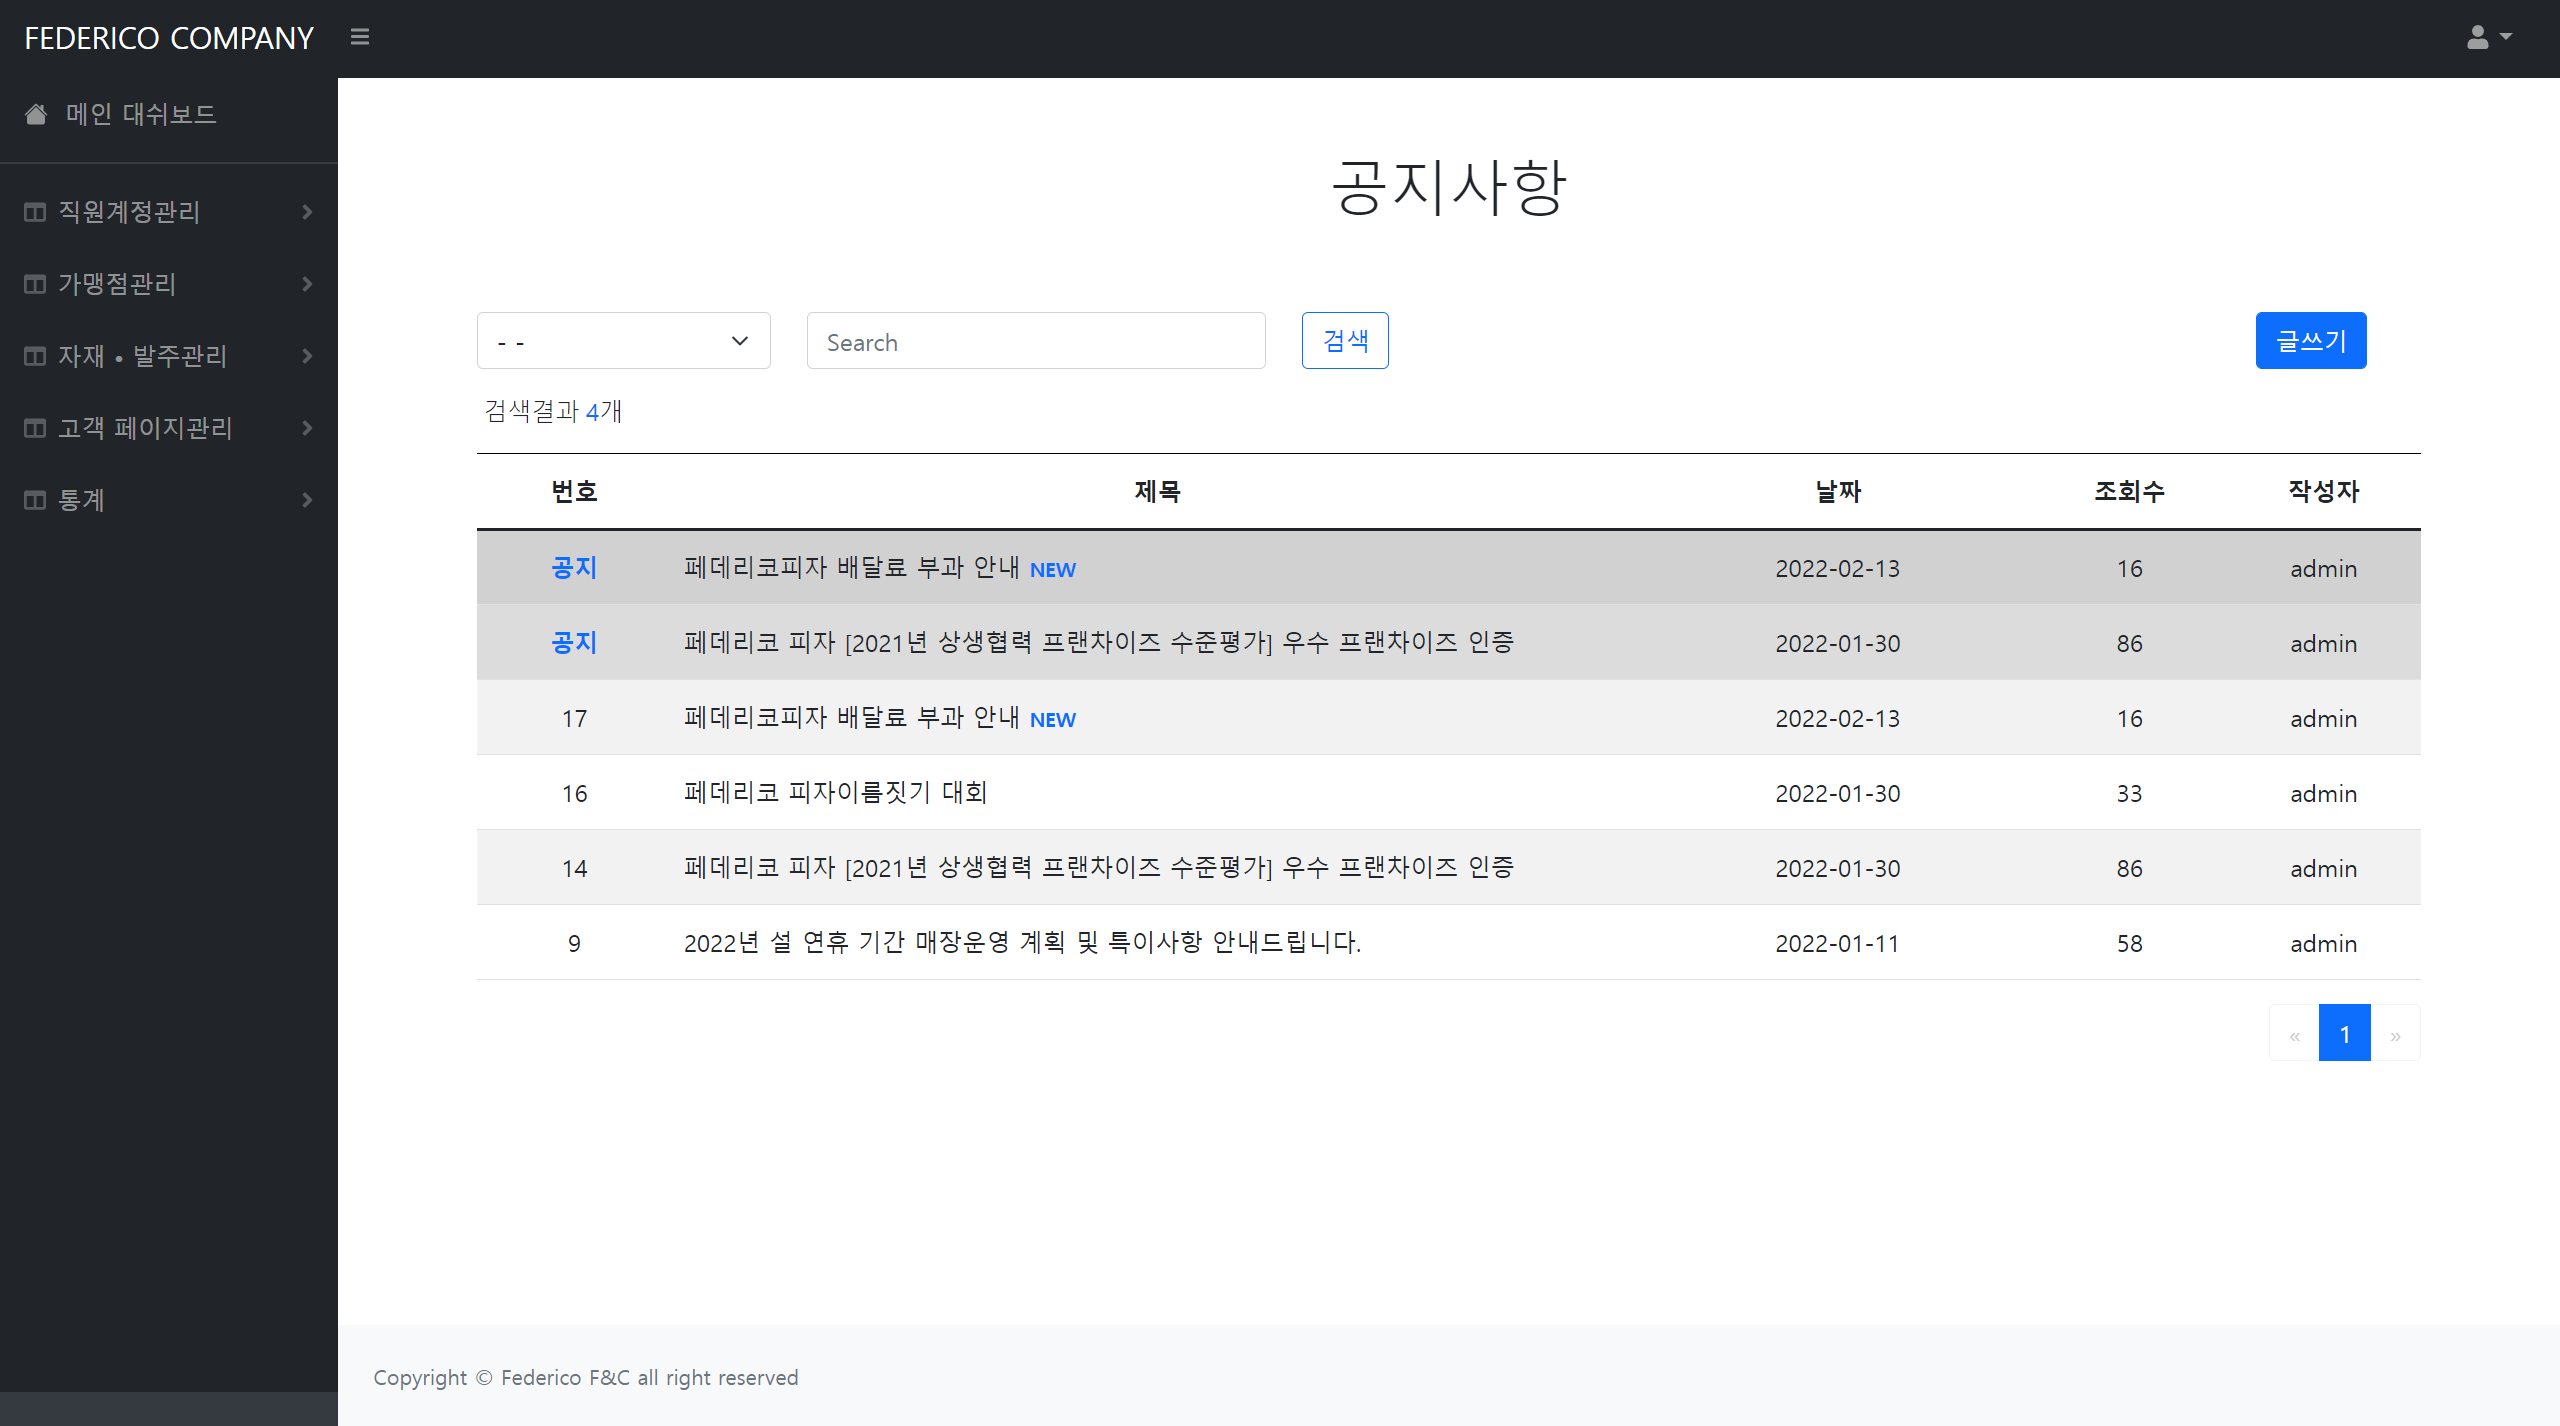 FEDERICO COMPANY
메인 대쉬보드
직원계정관리
가맹점관리
자재 • 발주관리
고객 페이지관리
통계
공지사항
- -
Search
검색
글쓰기
검색결과 4개
번호 제목 날짜 조회수 작성자
공지 페데리코피자 배달료 부과 안내 NEW 2022-02-13 16 admin
공지 페데리코 피자 [2021년 상생협력 프랜차이즈 수준평가] 우수 프랜차이즈 인증 2022-01-30 86 admin
17 페데리코피자 배달료 부과 안내 NEW 2022-02-13 16 admin
16 페데리코 피자이름짓기 대회 2022-01-30 33 admin
14 페데리코 피자 [2021년 상생협력 프랜차이즈 수준평가] 우수 프랜차이즈 인증 2022-01-30 86 admin
9 2022년 설 연휴 기간 매장운영 계획 및 특이사항 안내드립니다. 2022-01-11 58 admin
« 1 »
Copyright © Federico F&C all right reserved